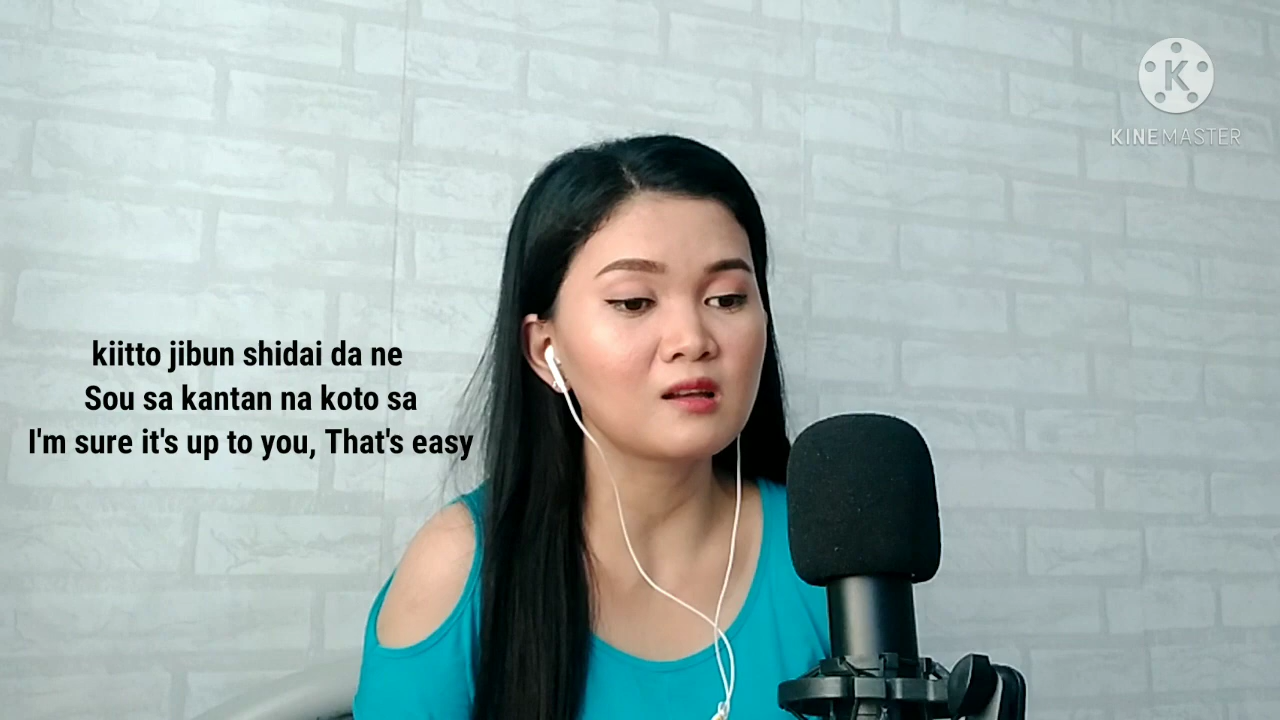 K
KINEMASTER
kiitto jibun shidai da ne
Sou sa kantan na koto sa
I'm sure it's up to you, That's easy